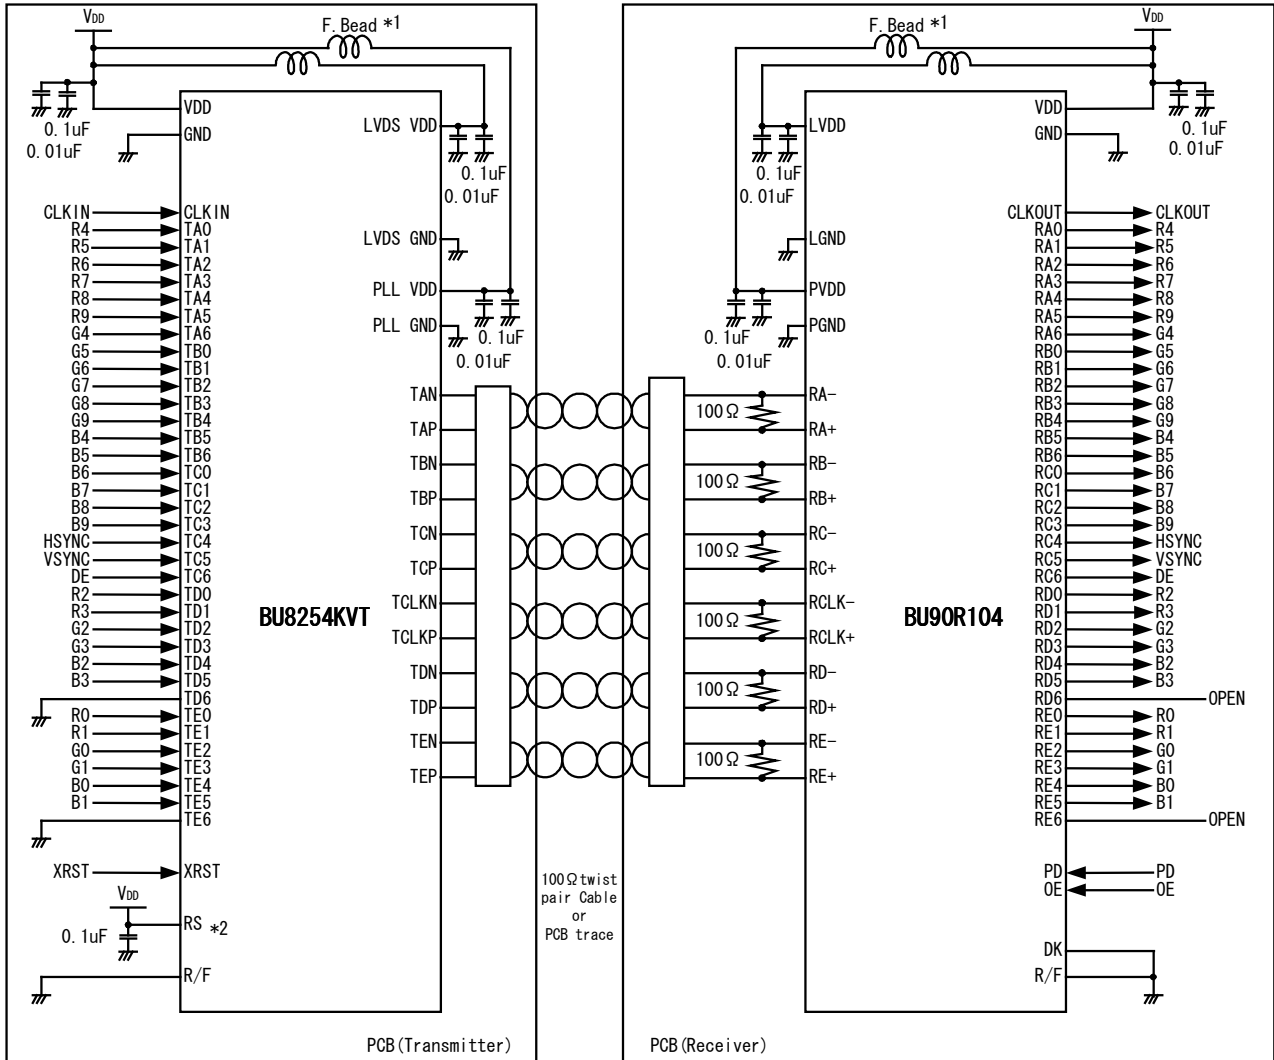 VDD
F.Bead *1
0.1uF
0.01uF
VDD
GND
LVDS VDD
0.1uF
0.01uF
LVDS GND
PLL VDD
PLL GND
0.1uF
0.01uF
CLKIN CLKIN
R4 TA0
R5 TA1
R6 TA2
R7 TA3
R8 TA4
R9 TA5
G4 TA6
G5 TB0
G6 TB1
G7 TB2
G8 TB3
G9 TB4
B4 TB5
B5 TB6
B6 TC0
B7 TC1
B8 TC2
B9 TC3
HSYNC TC4
VSYNC TC5
DE TC6
R2 TD0
R3 TD1
G2 TD2
G3 TD3
B2 TD4
B3 TD5
TD6
R0 TE0
R1 TE1
G0 TE2
G1 TE3
B0 TE4
B1 TE5
TE6
XRST XRST
VDD
0.1uF
RS *2
R/F
BU8254KVT
TAN
TAP
TBN
TBP
TCN
TCP
TCLKN
TCLKP
TDN
TDP
TEN
TEP
PCB(Transmitter)
100Ωtwist
pair Cable
or
PCB trace
F.Bead *1
VDD
LVDD
0.1uF
0.01uF
LGND
PVDD
PGND
0.1uF
0.01uF
VDD
GND
0.1uF
0.01uF
100Ω
RA-
RA+
100Ω
RB-
RB+
100Ω
RC-
RC+
100Ω
RCLK-
RCLK+
100Ω
RD-
RD+
100Ω
RE-
RE+
BU90R104
CLKOUT CLKOUT
RA0 R4
RA1 R5
RA2 R6
RA3 R7
RA4 R8
RA5 R9
RA6 G4
RB0 G5
RB1 G6
RB2 G7
RB3 G8
RB4 G9
RB5 B4
RB6 B5
RC0 B6
RC1 B7
RC2 B8
RC3 B9
RC4 HSYNC
RC5 VSYNC
RC6 DE
RD0 R2
RD1 R3
RD2 G2
RD3 G3
RD4 B2
RD5 B3
RD6 OPEN
RE0 R0
RE1 R1
RE2 G0
RE3 G1
RE4 B0
RE5 B1
RE6 OPEN
PD PD
OE OE
DK
R/F
PCB(Receiver)